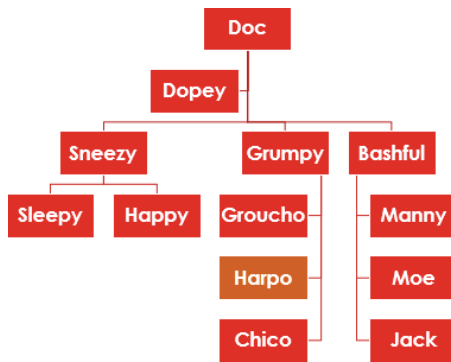 Doc
Dopey
Sneezy
Grumpy
Bashful
Sleepy
Happy
Groucho
Manny
Harpo
Moe
Chico
Jack